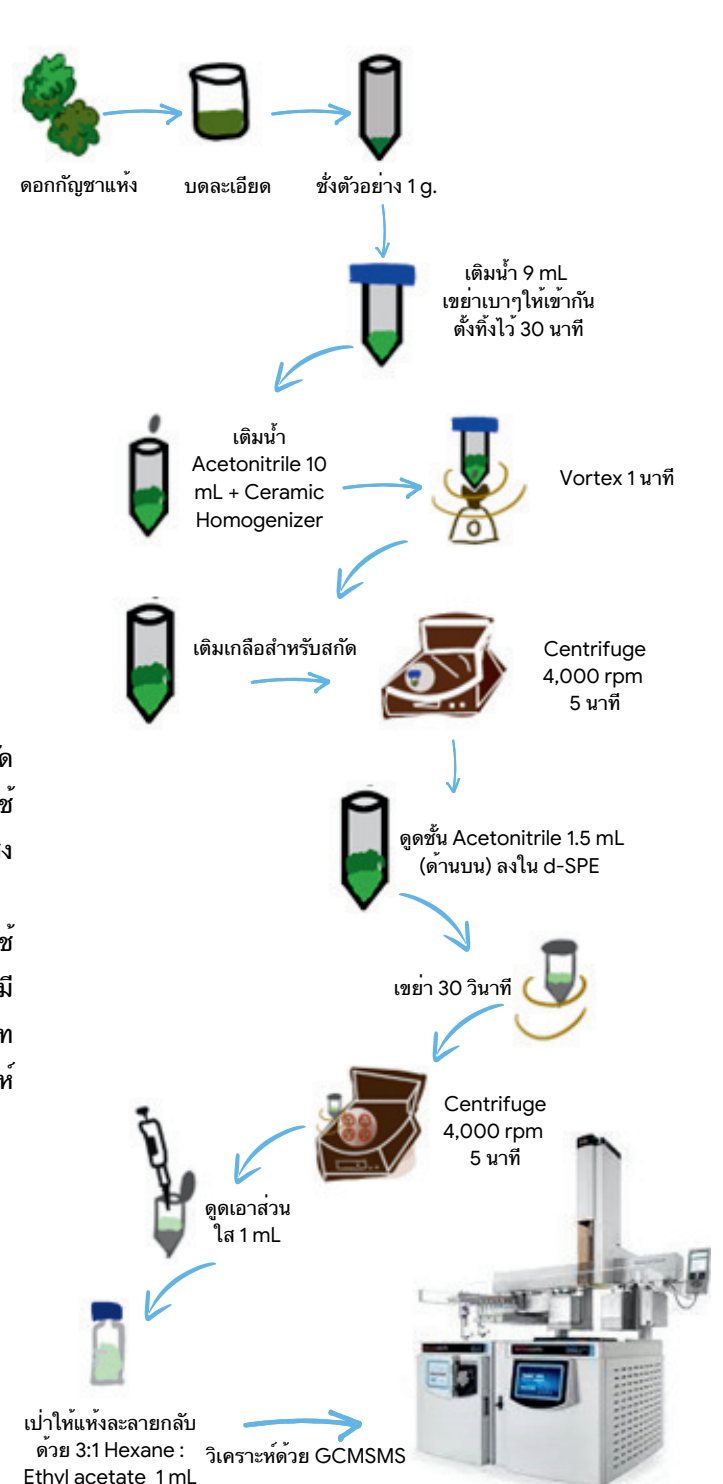 ดอกกัญชาแห้ง
บดละเอียด
ชั่งตัวอย่าง 1 g.
เติมน้ำ 9 mL
เขย่าเบาๆให้เข้ากัน
ตั้งทิ้งไว้ 30 นาที
เติมน้ำ
Acetonitrile 10
mL + Ceramic
Homogenizer
Vortex 1 นาที
เติมเกลือสำหรับสกัด
Centrifuge
4,000 rpm
5 นาที
ดูดชั้น Acetonitrile 1.5 mL
(ด้านบน) ลงใน d-SPE
เขย่า 30 วินาที
Centrifuge
4,000 rpm
5 นาที
ดูดเอาส่วน
ใส 1 mL
เป่าให้แห้งละลายกลับ
ด้วย 3:1 Hexane :
Ethyl acetate 1 mL
วิเคราะห์ด้วย GCMSMS